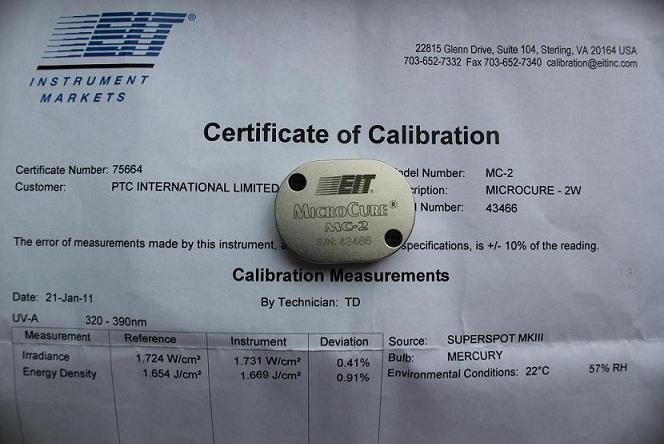 EIT®
INSTRUMENT
MARKETS
22815 Glenn Drive, Suite 104, Sterling, VA 20164 USA
703-652-7332 Fax 703-652-7340 calibration@eitinc.com
Certificate of Calibration
Certificate Number: 75664
Customer: PTC INTERNATIONAL LIMITED
del Number: MC-2
cription: MICROCURE - 2W
l Number: 43466
EIT.
MICROCURE®
MC-2
S/N: 43466
The error of measurements made by this instrument, a specifications, is +/- 10% of the reading.
Calibration Measurements
Date: 21-Jan-11
By Technician: TD
UV-A 320 - 390nm
Measurement Reference Instrument Deviation
Irradiance 1.724 W/cm² 1.731 W/cm² 0.41%
Energy Density 1.654 J/cm² 1.669 J/cm² 0.91%
Source: SUPERSPOT MKIII
Bulb: MERCURY
Environmental Conditions: 22°C 57% RH